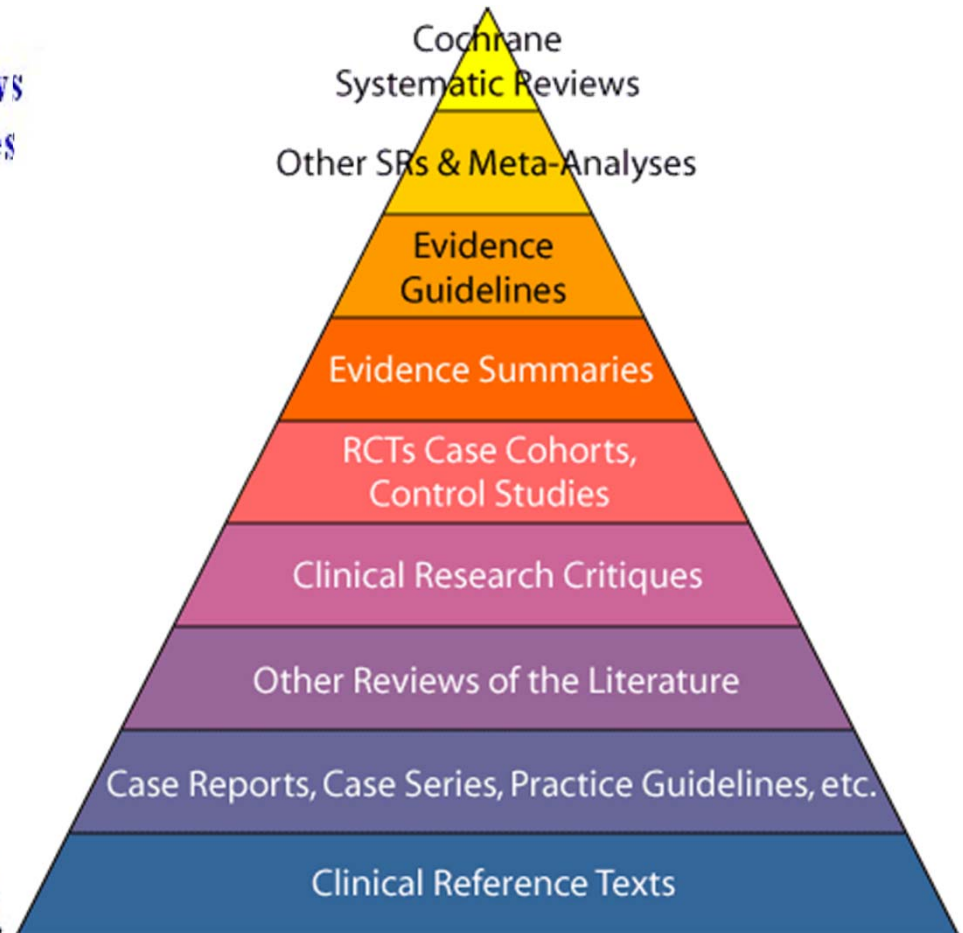 Cochrane
Systematic Reviews
Other SRs & Meta-Analyses
Evidence
Guidelines
Evidence Summaries
RCTs Case Cohorts,
Control Studies
Clinical Research Critiques
Other Reviews of the Literature
Case Reports, Case Series, Practice Guidelines, etc.
Clinical Reference Texts